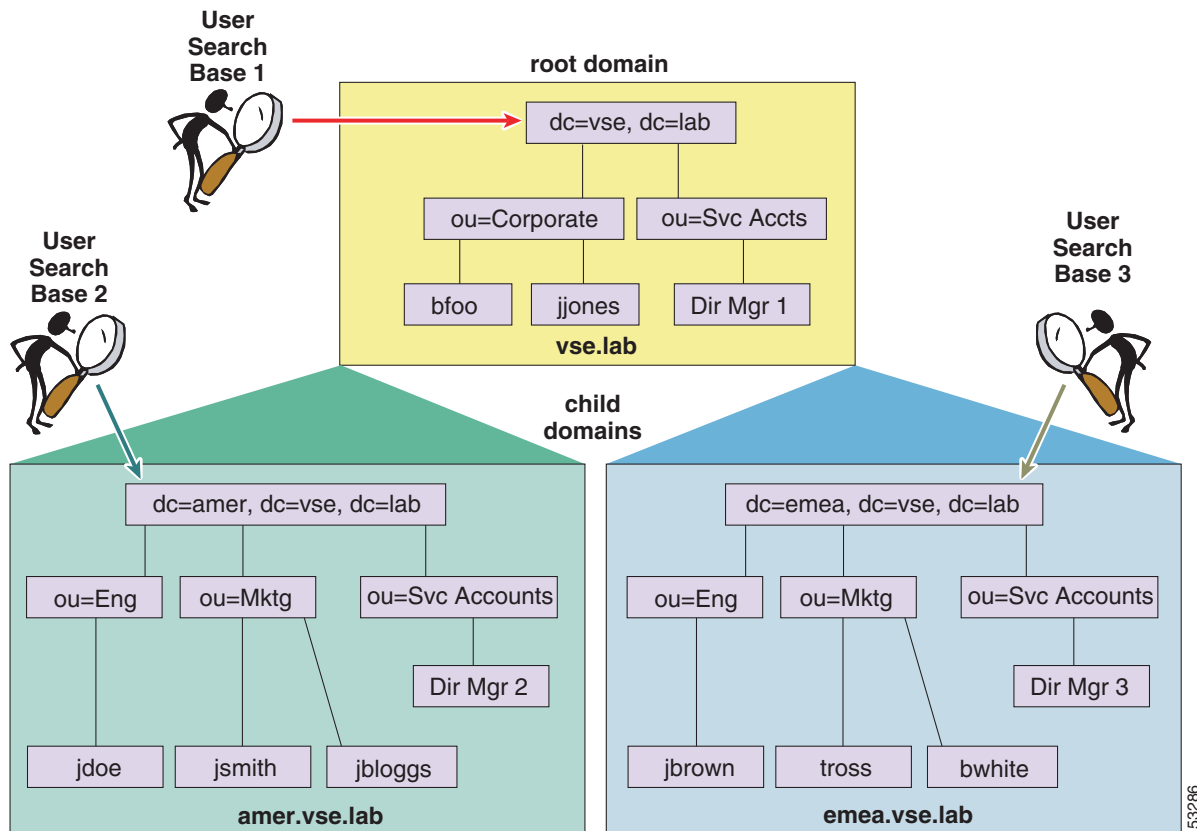 User
Search
Base 1
root domain
dc=vse, dc=lab
ou=Corporate
ou=Svc Accts
bfoo
jjones
Dir Mgr 1
vse.lab
User
Search
Base 2
User
Search
Base 3
child
domains
dc=amer, dc=vse, dc=lab
ou=Eng
ou=Mktg
ou=Svc Accounts
Dir Mgr 2
jdoe
jsmith
jbloggs
amer.vse.lab
dc=emea, dc=vse, dc=lab
ou=Eng
ou=Mktg
ou=Svc Accounts
Dir Mgr 3
jbrown
tross
bwhite
emea.vse.lab
53286